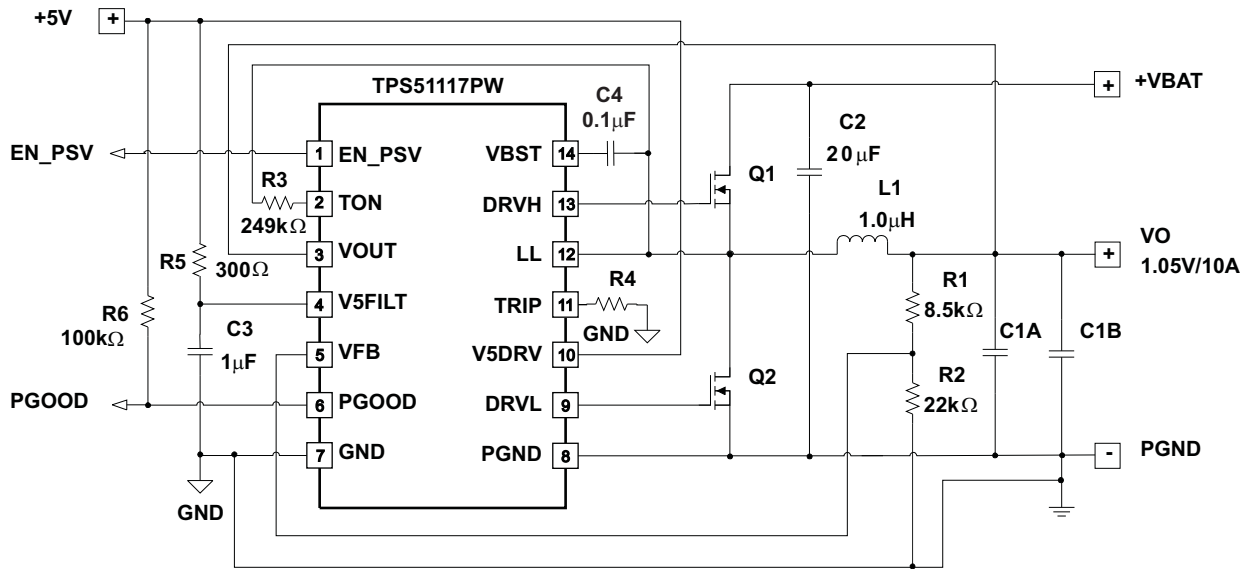 +5V
+
TPS51117PW
C4
0.1μF
C2
20μF
+
+VBAT
EN_PSV
1
EN_PSV
VBST
14
Q1
R3
249kΩ
2
TON
DRVH
13
L1
1.0μH
3
VOUT
LL
12
+
VO
1.05V/10A
R5
300Ω
R4
R1
8.5kΩ
4
V5FILT
TRIP
11
GND
R6
100kΩ
C3
1μF
C1A
C1B
5
VFB
V5DRV
10
Q2
R2
22kΩ
PGOOD
6
PGOOD
DRVL
9
7
GND
PGND
8
-
PGND
GND